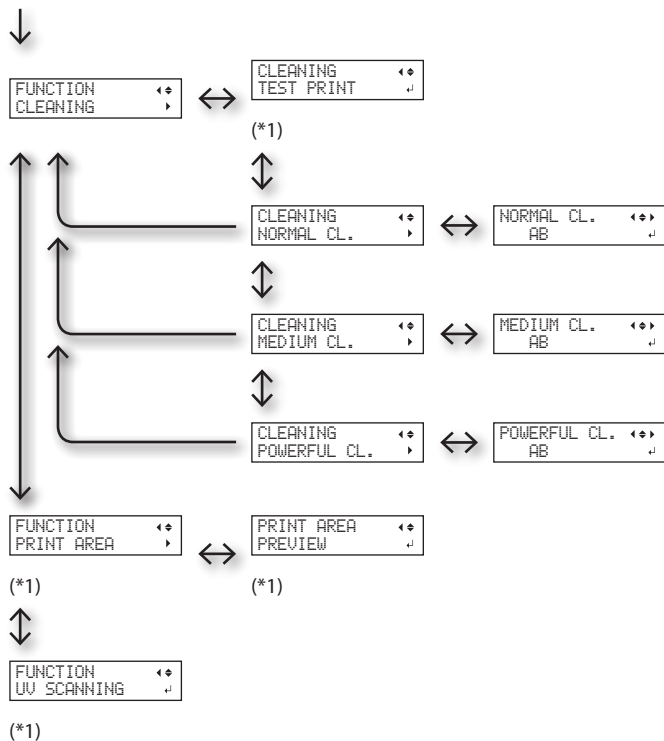 FUNCTION ◂◆
CLEANING ▸
CLEANING ◂◆
TEST PRINT ↵
(*1)
CLEANING ◂◆
NORMAL CL. ▸
NORMAL CL. ◂◆▸
AB ↵
CLEANING ◂◆
MEDIUM CL. ▸
MEDIUM CL. ◂◆▸
AB ↵
CLEANING ◂◆
POWERFUL CL. ▸
POWERFUL CL. ◂◆▸
AB ↵
FUNCTION ◂◆
PRINT AREA ▸
(*1)
PRINT AREA ◂◆
PREVIEW ↵
(*1)
FUNCTION ◂◆
UV SCANNING ↵
(*1)